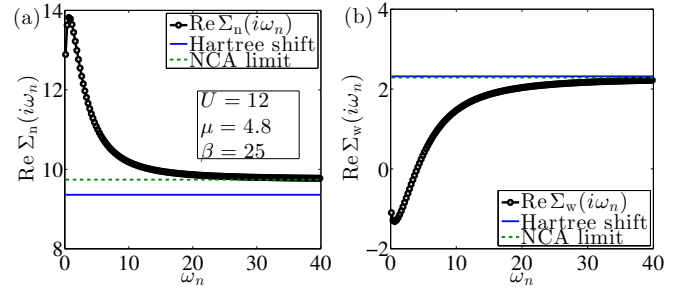 (a)
14
12
10
8
Re Σn(iωn)
Re Σn(iωn)
Hartree shift
NCA limit
U = 12
μ = 4.8
β = 25
0 10 20 30 40
ωn
(b)
4
2
0
−2
Re Σw(iωn)
Re Σw(iωn)
Hartree shift
NCA limit
0 10 20 30 40
ωn